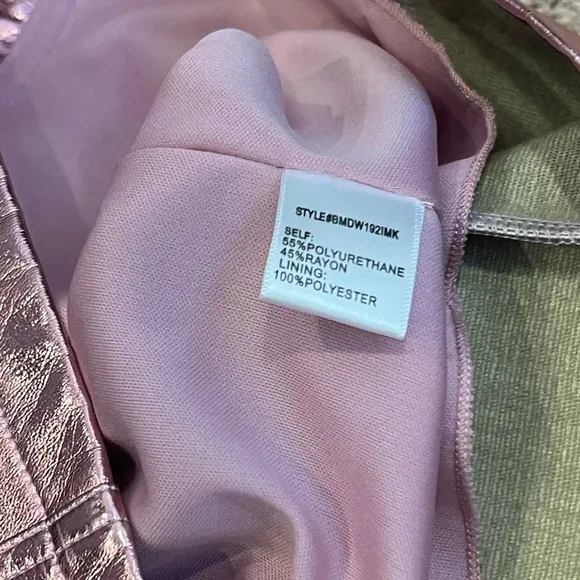 STYLE#BMDW192IMK
SELF:
55%POLYURETHANE
45%RAYON
LINING:
100%POLYESTER